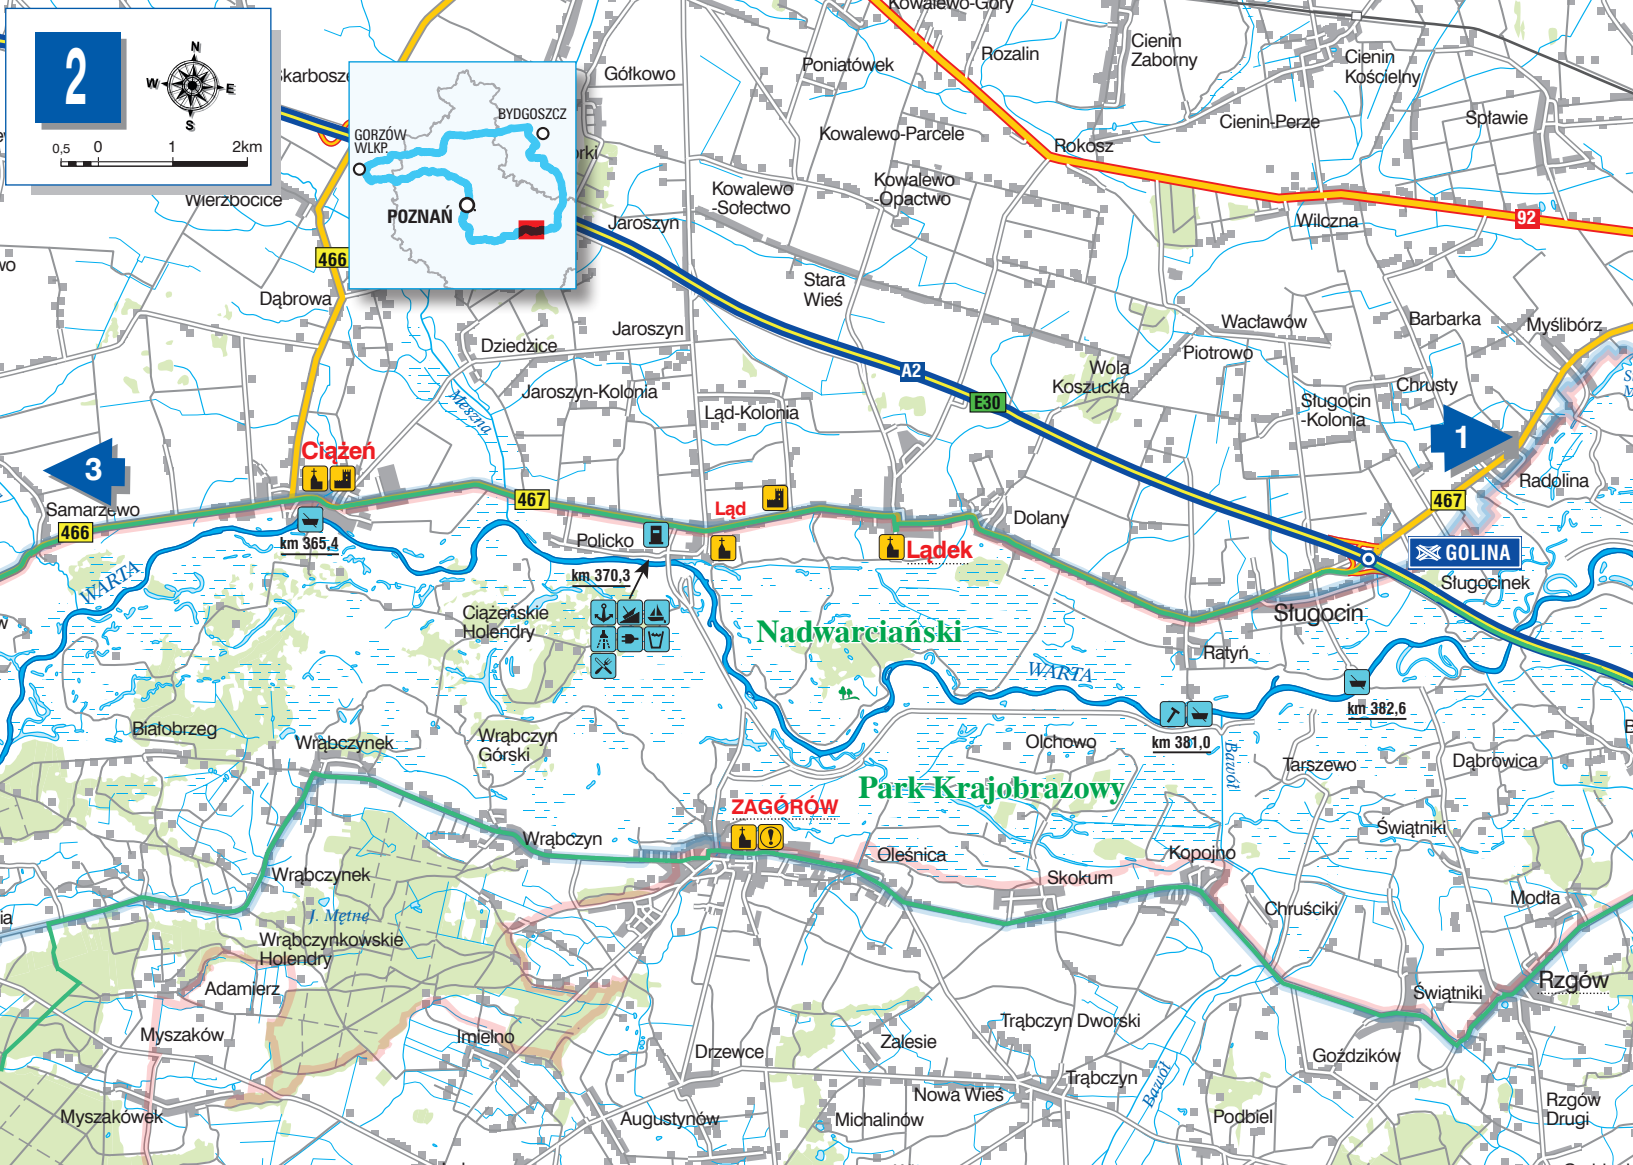 2
N
W
E
S
0,5 0 1 2km
GORZÓW
WLKP.
BYDGOSZCZ
POZNAŃ
Kowalewo-Góry
Gółkowo
Poniatówek
Rozalin
Cienin
Zaborny
Cienin
Kościelny
Kowalewo-Parcele
Cienin-Perze
Spławie
Rokosz
Wierzbocice
Kowalewo
-Sołectwo
Kowalewo
-Opactwo
Jaroszyn
Wilczna
92
466
Dąbrowa
Stara
Wieś
Jaroszyn
Dziedzice
Wacławów
Barbarka
Myślibórz
Piotrowo
A2
Wola
Koszucka
E30
Jaroszyn-Kolonia
Meszna
Ląd-Kolonia
Chrusty
Sługocin
-Kolonia
1
Ciążeń
3
Radolina
Samarzewo
466
467
Ląd
467
km 365,4
Policko
Dolany
Lądek
GOLINA
WARTA
km 370,3
Sługocinek
Ciążeńskie
Holendry
Sługocin
Nadwarciański
Ratyń
WARTA
km 382,6
Białobrzeg
Wrąbczynek
Wrąbczyn
Górski
Olchowo
km 381,0
Bawół
Tarszewo
Dąbrowica
Park Krajobrazowy
ZAGÓRÓW
Wrąbczyn
Świątniki
Oleśnica
Kopojno
Wrąbczynek
Skokum
Modła
J. Mętne
Chruściki
Wrąbczynkowskie
Holendry
Adamierz
Świątniki
Rzgów
Myszaków
Imielno
Trąbczyn Dworski
Drzewce
Zalesie
Goździków
Trąbczyn
Bawół
Nowa Wieś
Myszakówek
Augustynów
Michalinów
Podbiel
Rzgów
Drugi